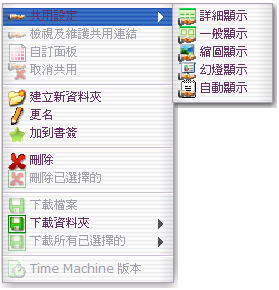 共用設定
檢視及維護共用連結
自訂面板
取消共用
建立新資料夾
更名
加到書簽
刪除
刪除已選擇的
下載檔案
下載資料夾
下載所有已選擇的
Time Machine 版本
詳細顯示
一般顯示
縮圖顯示
幻燈顯示
自動顯示